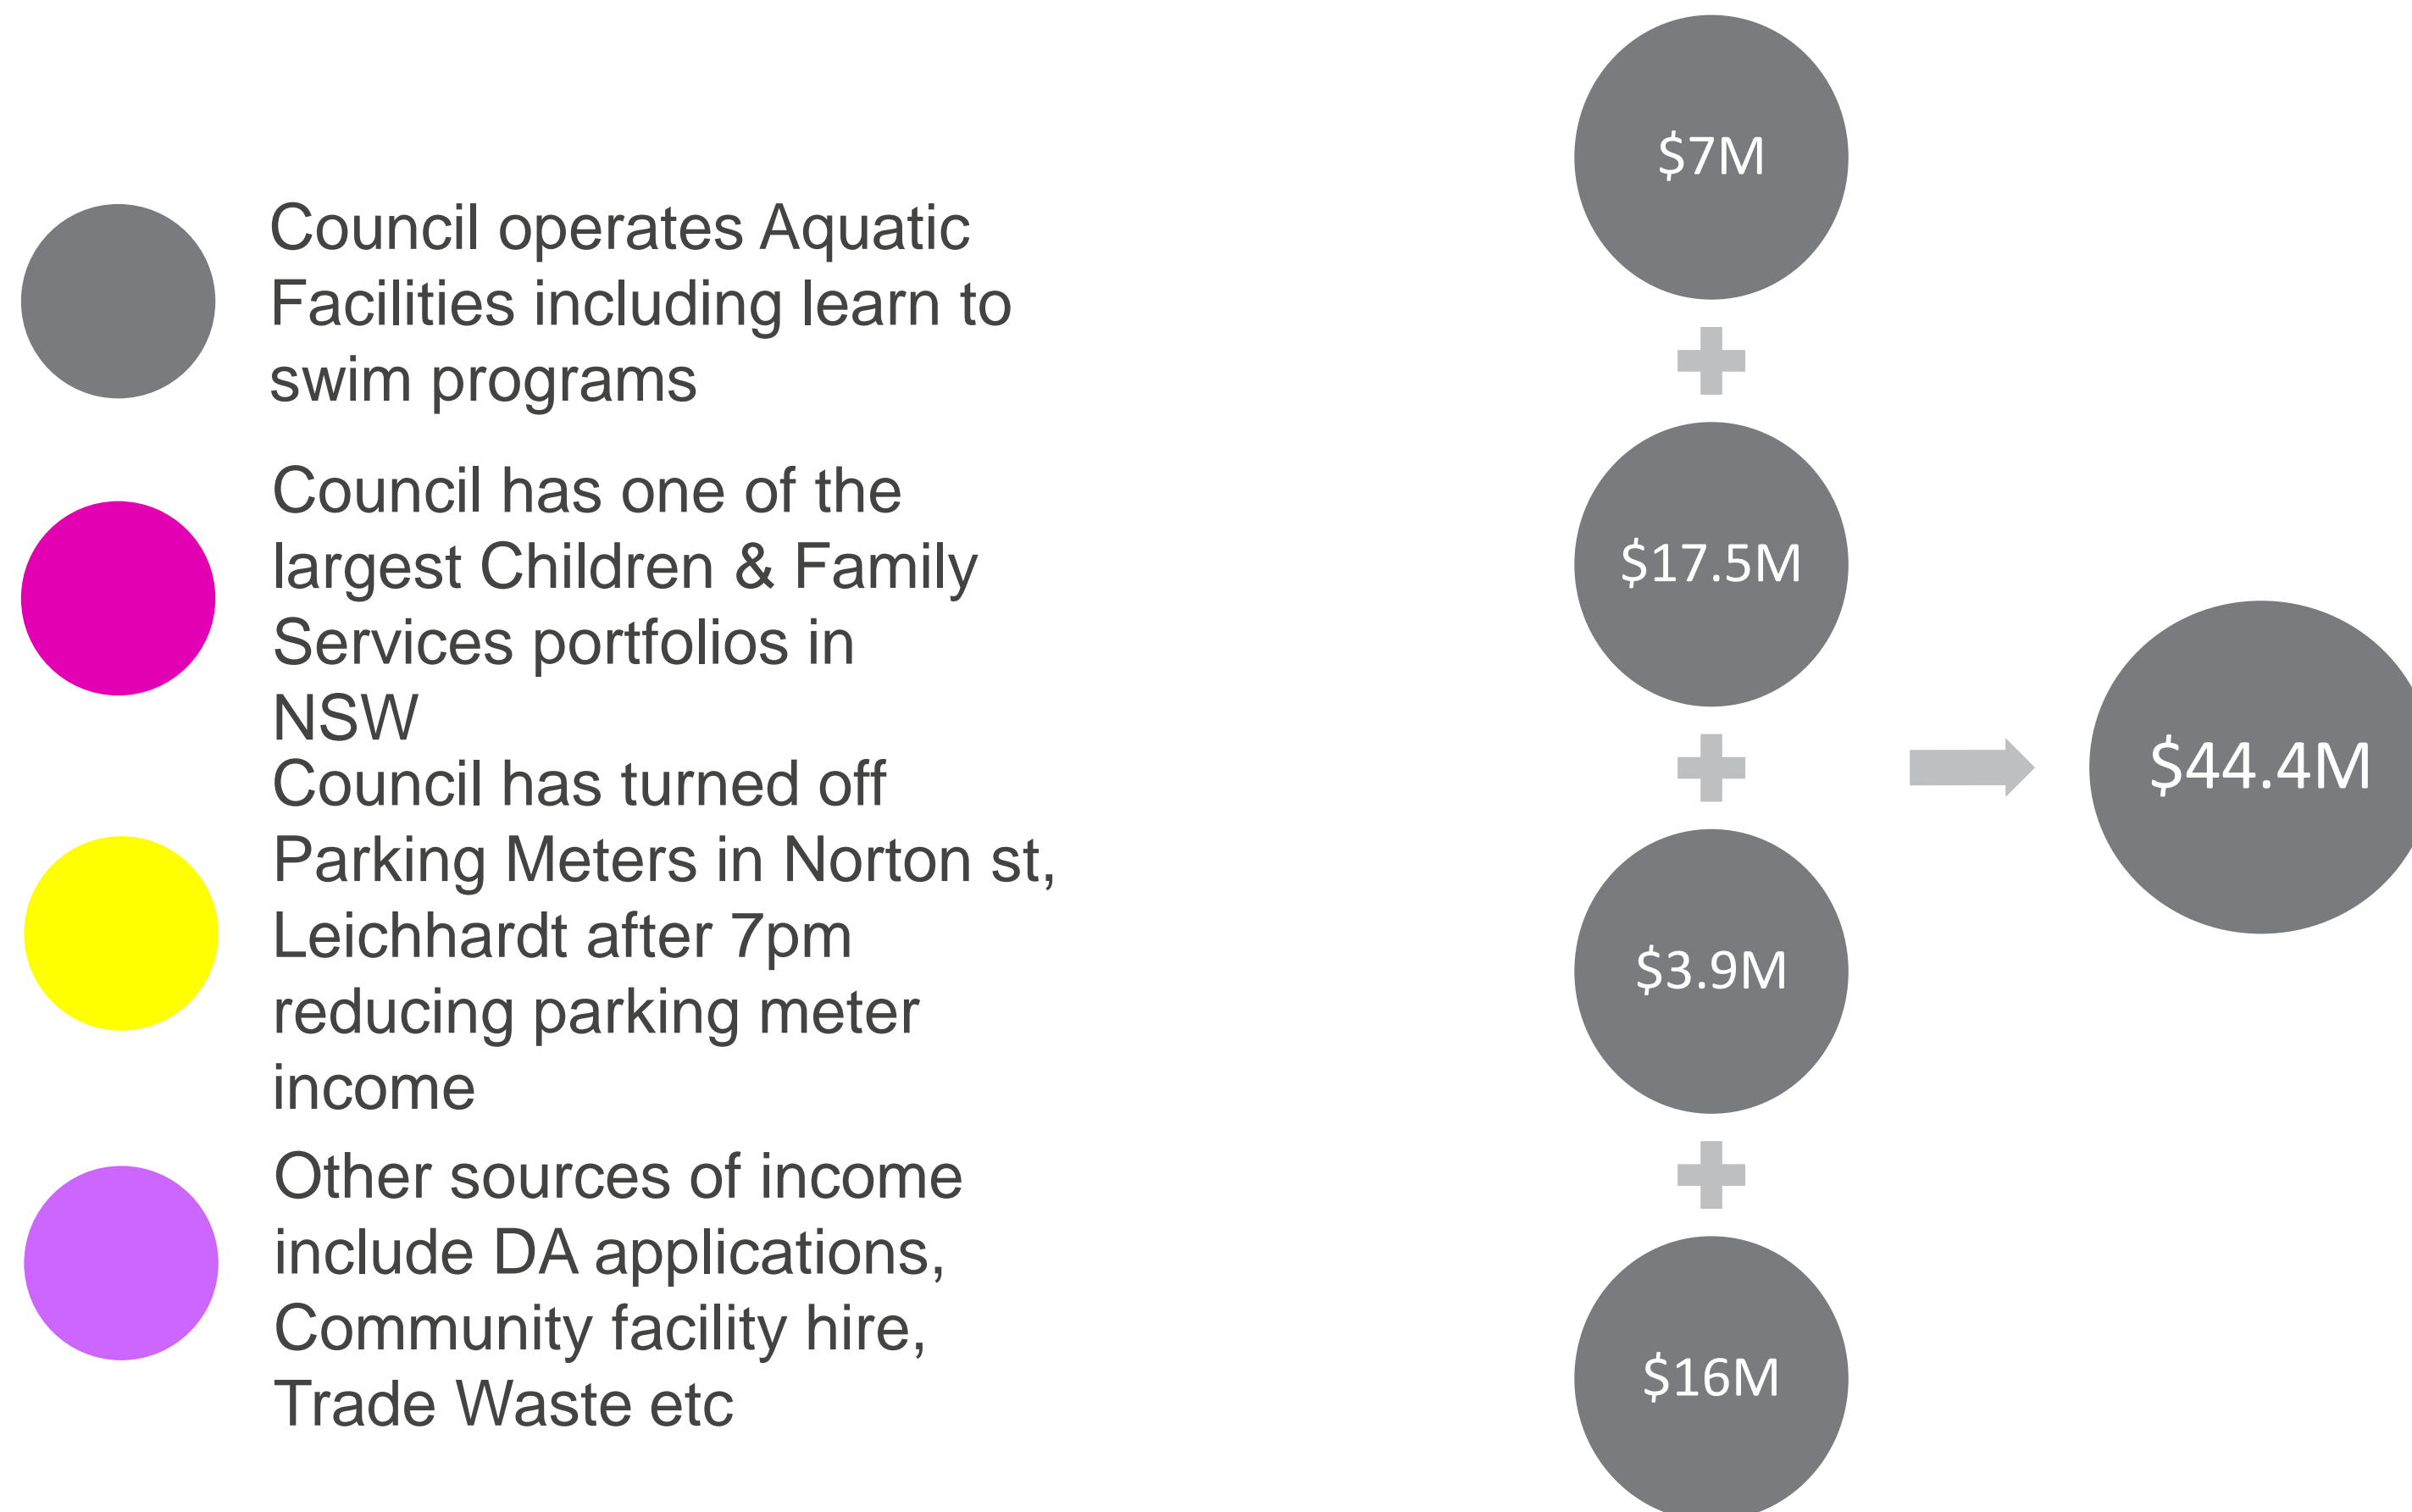 Council operates Aquatic
Facilities including learn to
swim programs
Council has one of the
largest Children & Family
Services portfolios in
NSW
Council has turned off
Parking Meters in Norton st,
Leichhardt after 7pm
reducing parking meter
income
Other sources of income
include DA applications,
Community facility hire,
Trade Waste etc
$7M
$17.5M
$3.9M
$16M
$44.4M